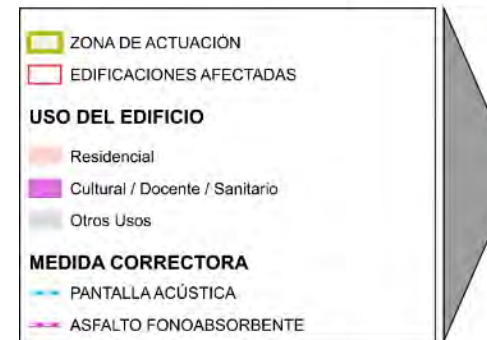 ZONA DE ACTUACIÓN
EDIFICACIONES AFECTADAS
USO DEL EDIFICIO
Residencial
Cultural / Docente / Sanitario
Otros Usos
MEDIDA CORRECTORA
PANTALLA ACÚSTICA
ASFALTO FONOABSORBENTE